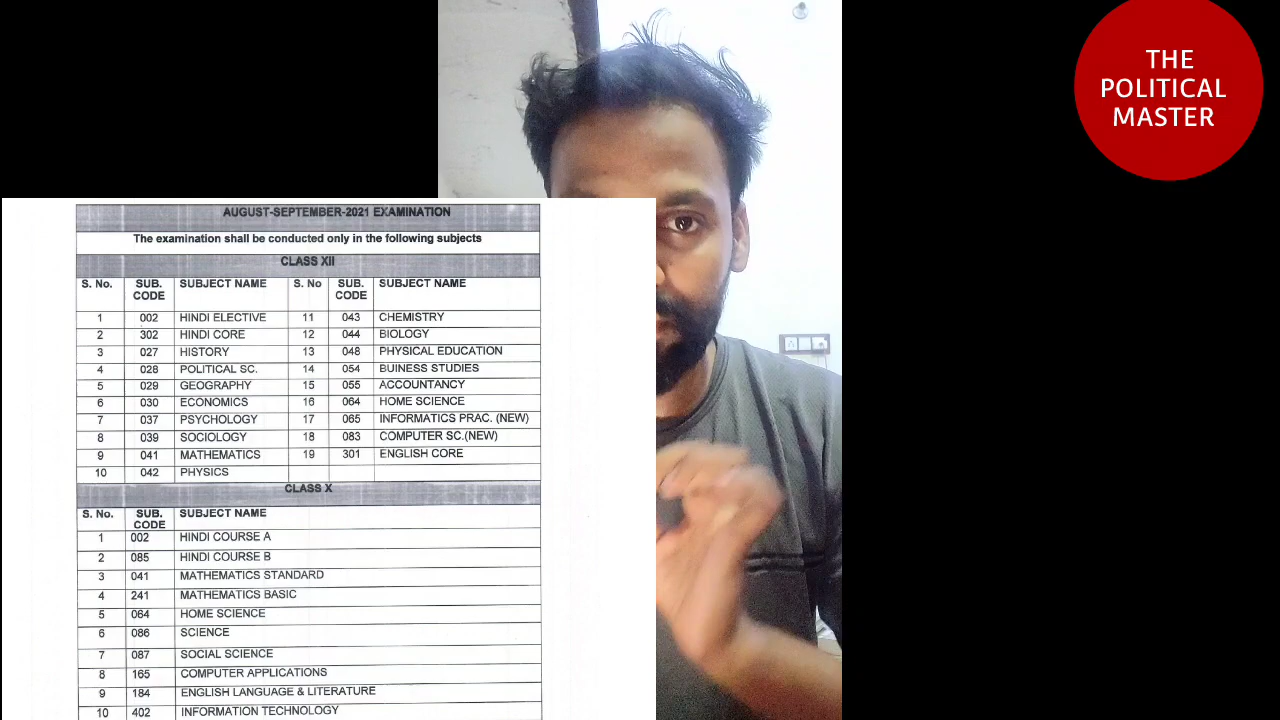 THE
POLITICAL
MASTER
AUGUST-SEPTEMBER-2021 EXAMINATION
The examination shall be conducted only in the following subjects
CLASS XII
S. No. SUB. CODE SUBJECT NAME S. No SUB. CODE SUBJECT NAME
1 002 HINDI ELECTIVE 11 043 CHEMISTRY
2 302 HINDI CORE 12 044 BIOLOGY
3 027 HISTORY 13 048 PHYSICAL EDUCATION
4 028 POLITICAL SC. 14 054 BUINESS STUDIES
5 029 GEOGRAPHY 15 055 ACCOUNTANCY
6 030 ECONOMICS 16 064 HOME SCIENCE
7 037 PSYCHOLOGY 17 065 INFORMATICS PRAC. (NEW)
8 039 SOCIOLOGY 18 083 COMPUTER SC.(NEW)
9 041 MATHEMATICS 19 301 ENGLISH CORE
10 042 PHYSICS
CLASS X
S. No. SUB. CODE SUBJECT NAME
1 002 HINDI COURSE A
2 085 HINDI COURSE B
3 041 MATHEMATICS STANDARD
4 241 MATHEMATICS BASIC
5 064 HOME SCIENCE
6 086 SCIENCE
7 087 SOCIAL SCIENCE
8 165 COMPUTER APPLICATIONS
9 184 ENGLISH LANGUAGE & LITERATURE
10 402 INFORMATION TECHNOLOGY